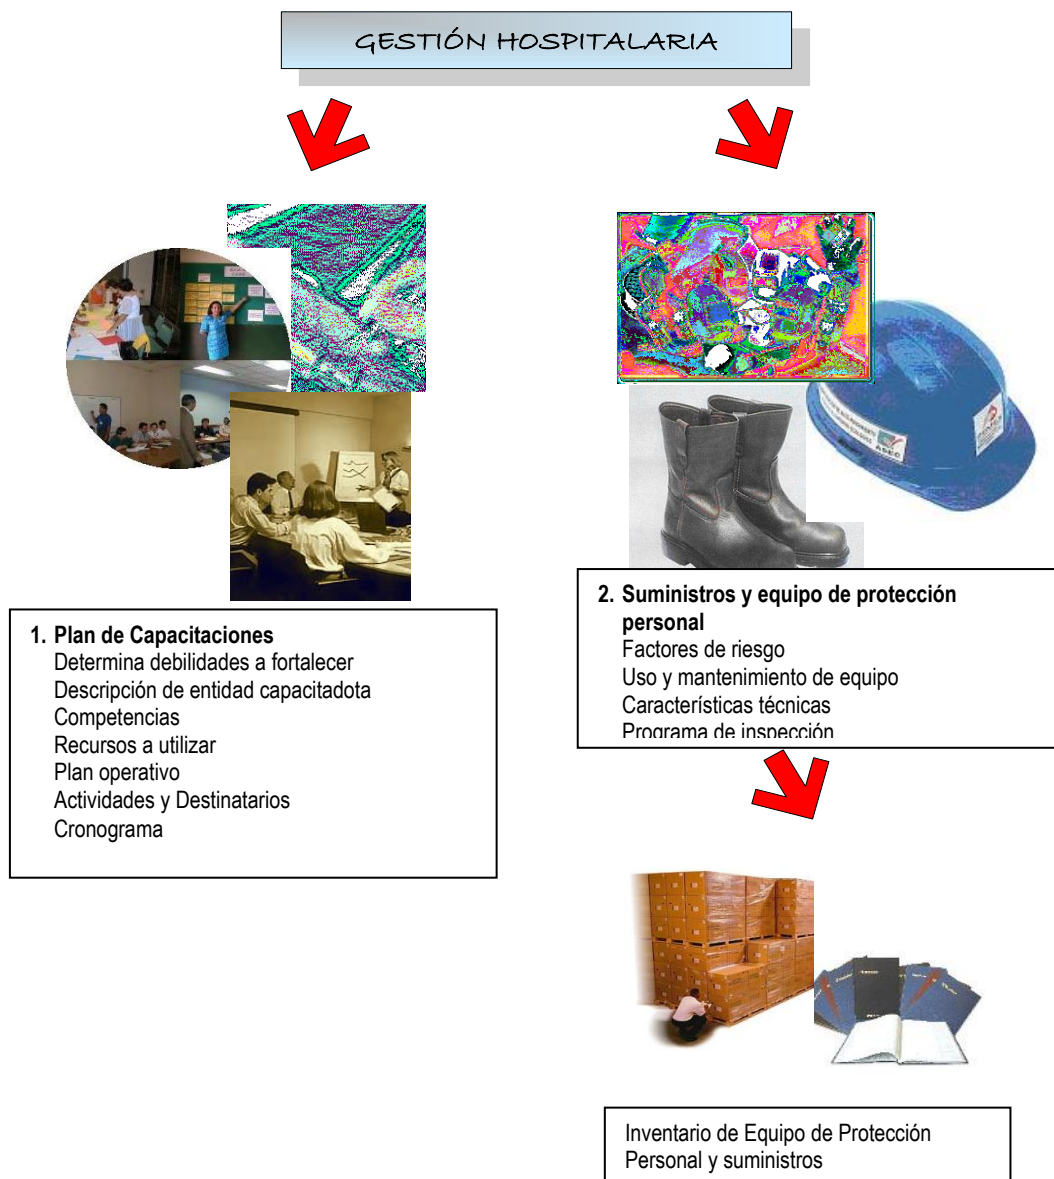 GESTIÓN HOSPITALARIA
1. Plan de Capacitaciones
Determina debilidades a fortalecer
Descripción de entidad capacitadota
Competencias
Recursos a utilizar
Plan operativo
Actividades y Destinatarios
Cronograma
2. Suministros y equipo de protección
personal
Factores de riesgo
Uso y mantenimiento de equipo
Características técnicas
Programa de inspección
Inventario de Equipo de Protección
Personal y suministros